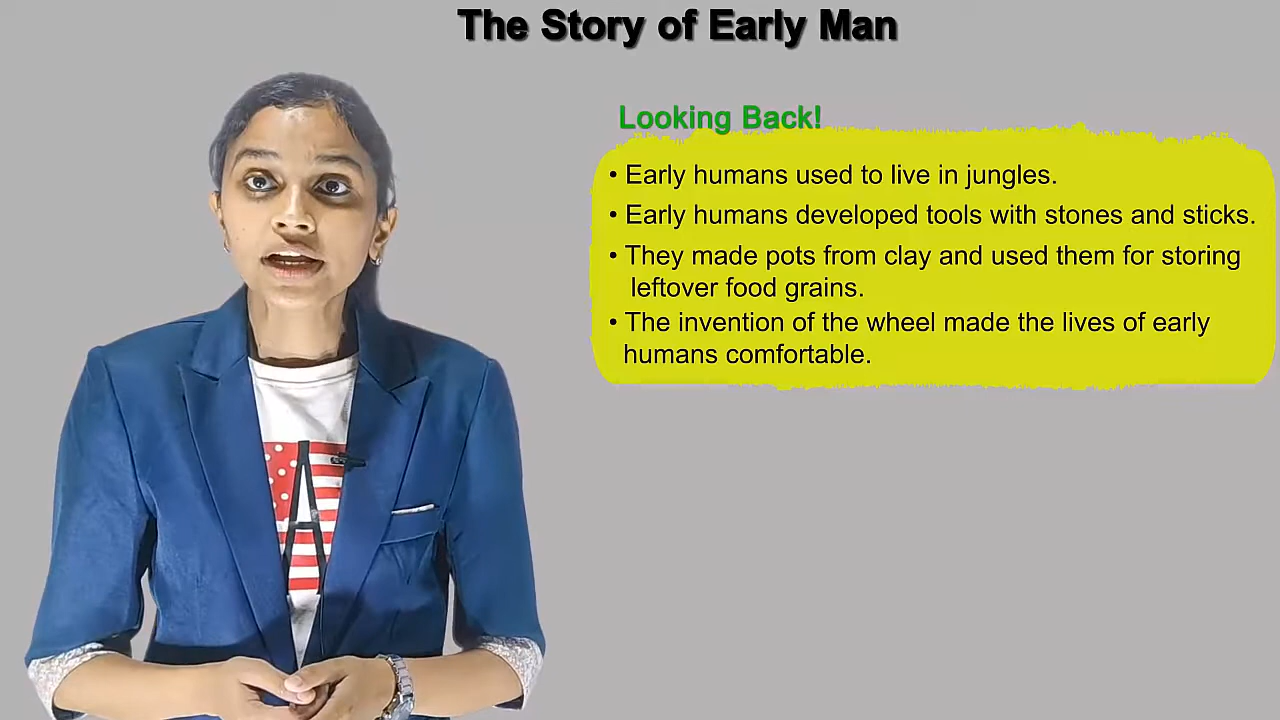 The Story of Early Man
Looking Back!
• Early humans used to live in jungles.
• Early humans developed tools with stones and sticks.
• They made pots from clay and used them for storing
leftover food grains.
• The invention of the wheel made the lives of early
humans comfortable.
A